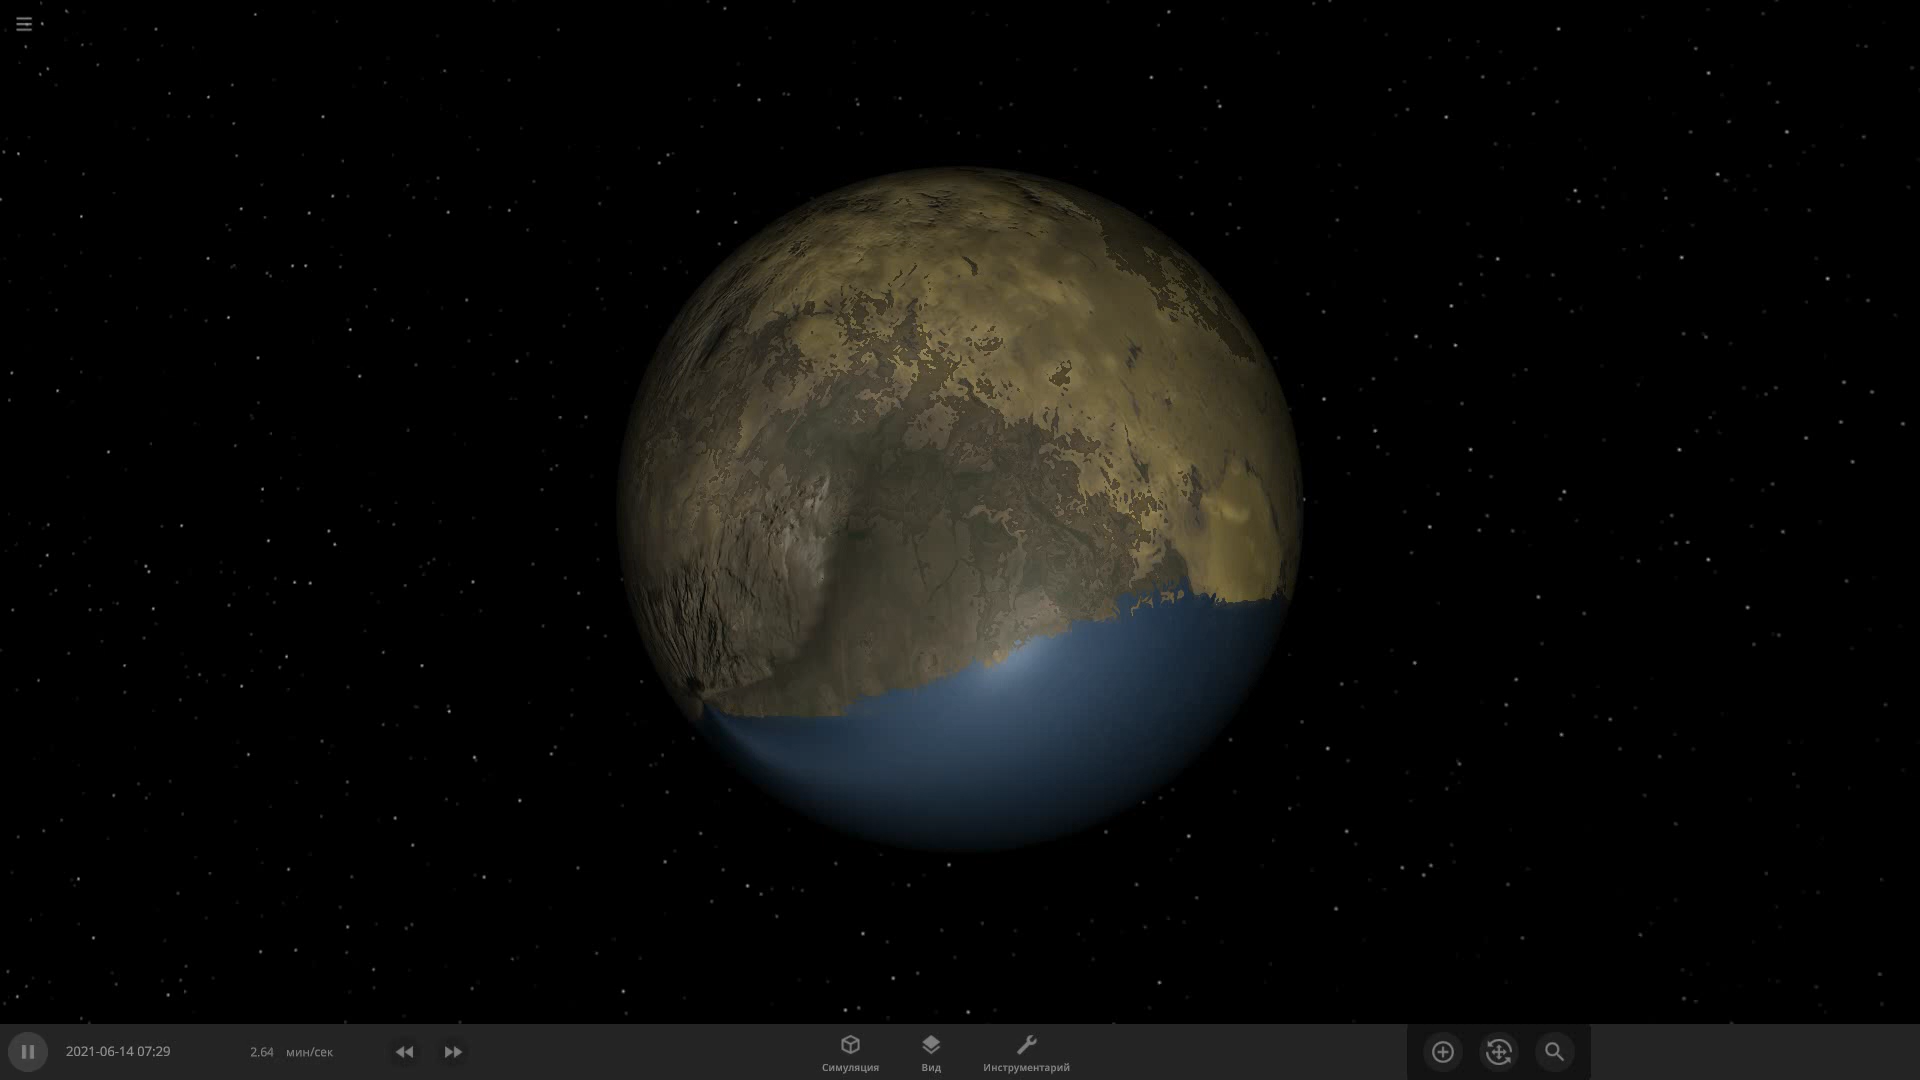 2021-06-14 07:29
2.64 мин/сек
Симуляция
Вид
Инструментарий